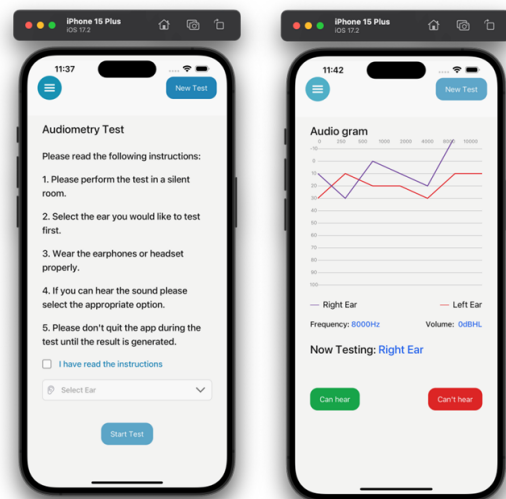 iPhone 15 Plus
iOS 17.2
11:37
New Test
Audiometry Test
Please read the following instructions:
1. Please perform the test in a silent
room.
2. Select the ear you would like to test
first.
3. Wear the earphones or headset
properly.
4. If you can hear the sound please
select the appropriate option.
5. Please don't quit the app during the
test until the result is generated.
I have read the instructions
Select Ear
Start Test
iPhone 15 Plus
iOS 17.2
11:42
New Test
Audio gram
0 250 500 1000 2000 4000 8000 10000
-10
0
10
20
30
40
50
60
70
80
90
100
Right Ear
Left Ear
Frequency: 8000Hz
Volume: 0dBHL
Now Testing: Right Ear
Can hear
Can't hear